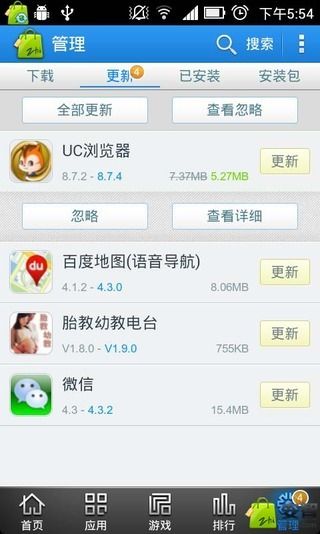 下午5:54
管理
搜索
下载 更新 4 已安装 安装包
全部更新 查看忽略
UC浏览器
8.7.2 - 8.7.4 7.37MB 5.27MB 更新
忽略 查看详细
百度地图(语音导航)
4.1.2 - 4.3.0 8.06MB 更新
胎教幼教电台
V1.8.0 - V1.9.0 755KB 更新
微信
4.3 - 4.3.2 15.4MB 更新
du
胎教
幼教
4
首页 应用 游戏 排行 管理